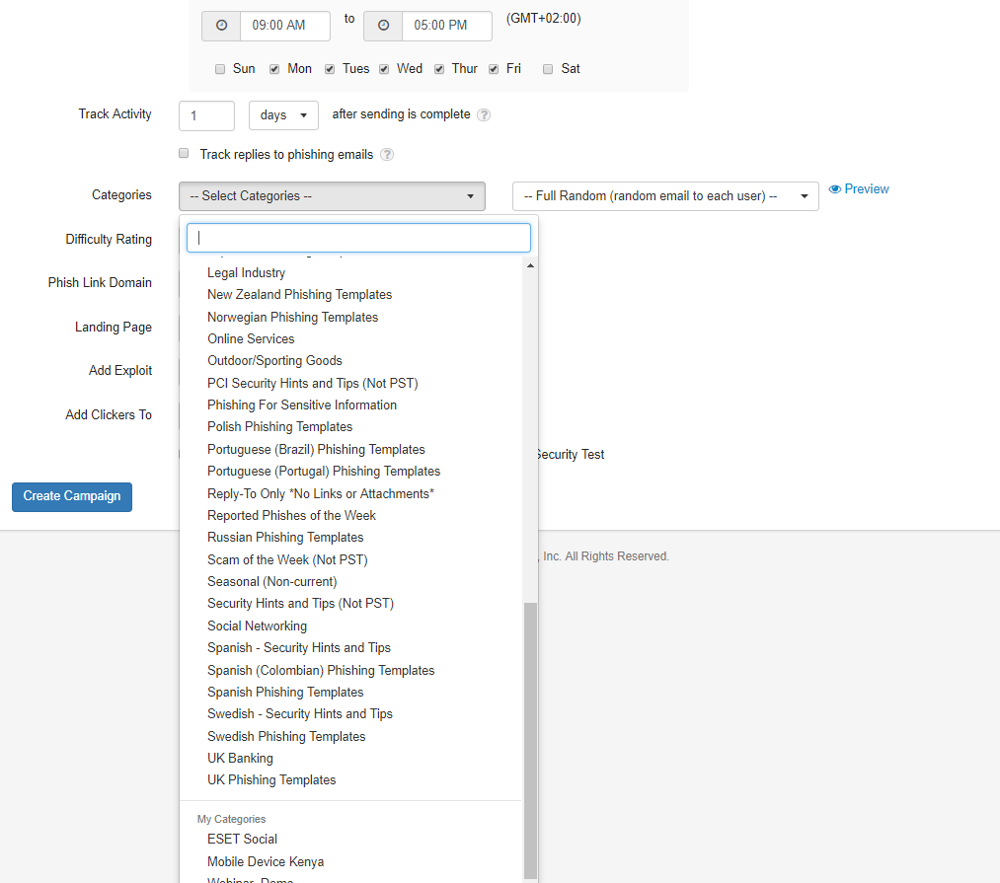 09:00 AM to 05:00 PM (GMT+02:00)
Sun Mon Tues Wed Thur Fri Sat
Track Activity 1 days after sending is complete ?
Track replies to phishing emails ?
Categories -- Select Categories -- -- Full Random (random email to each user) -- Preview
Difficulty Rating
Phish Link Domain
Landing Page
Add Exploit
Add Clickers To
Legal Industry
New Zealand Phishing Templates
Norwegian Phishing Templates
Online Services
Outdoor/Sporting Goods
PCI Security Hints and Tips (Not PST)
Phishing For Sensitive Information
Polish Phishing Templates
Portuguese (Brazil) Phishing Templates
Portuguese (Portugal) Phishing Templates
Reply-To Only *No Links or Attachments*
Reported Phishes of the Week
Russian Phishing Templates
Scam of the Week (Not PST)
Seasonal (Non-current)
Security Hints and Tips (Not PST)
Social Networking
Spanish - Security Hints and Tips
Spanish (Colombian) Phishing Templates
Spanish Phishing Templates
Swedish - Security Hints and Tips
Swedish Phishing Templates
UK Banking
UK Phishing Templates
My Categories
ESET Social
Mobile Device Kenya
Security Test
Create Campaign
, Inc. All Rights Reserved.